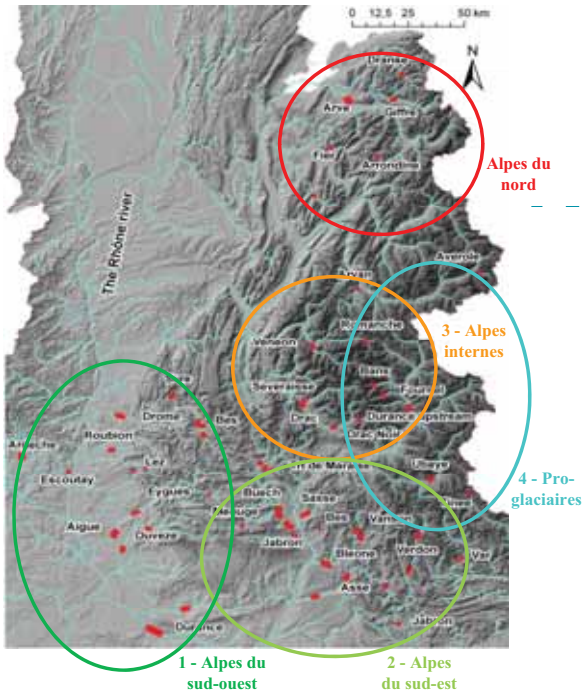 0 12,5 25 50 km
N
Dranse
Arve
Giffre
Fier
Arrondine
Alpes du
nord
The Rhône river
Averole
Arvan
Romanche
3 - Alpes
internes
Veneon
Severaisse
Fournel
Drac
Durance upstream
Drac Noir
Drome
Bes
Roubion
Lez
Escoutay
Eygues
Ubaye
4 - Pro-
glaciaires
Buech
Sasse
Bes
Aigue
Ouveze
Jabron
Bleone
Verdon
Var
Asse
Jabron
Durance
1 - Alpes du
sud-ouest
2 - Alpes
du sud-est